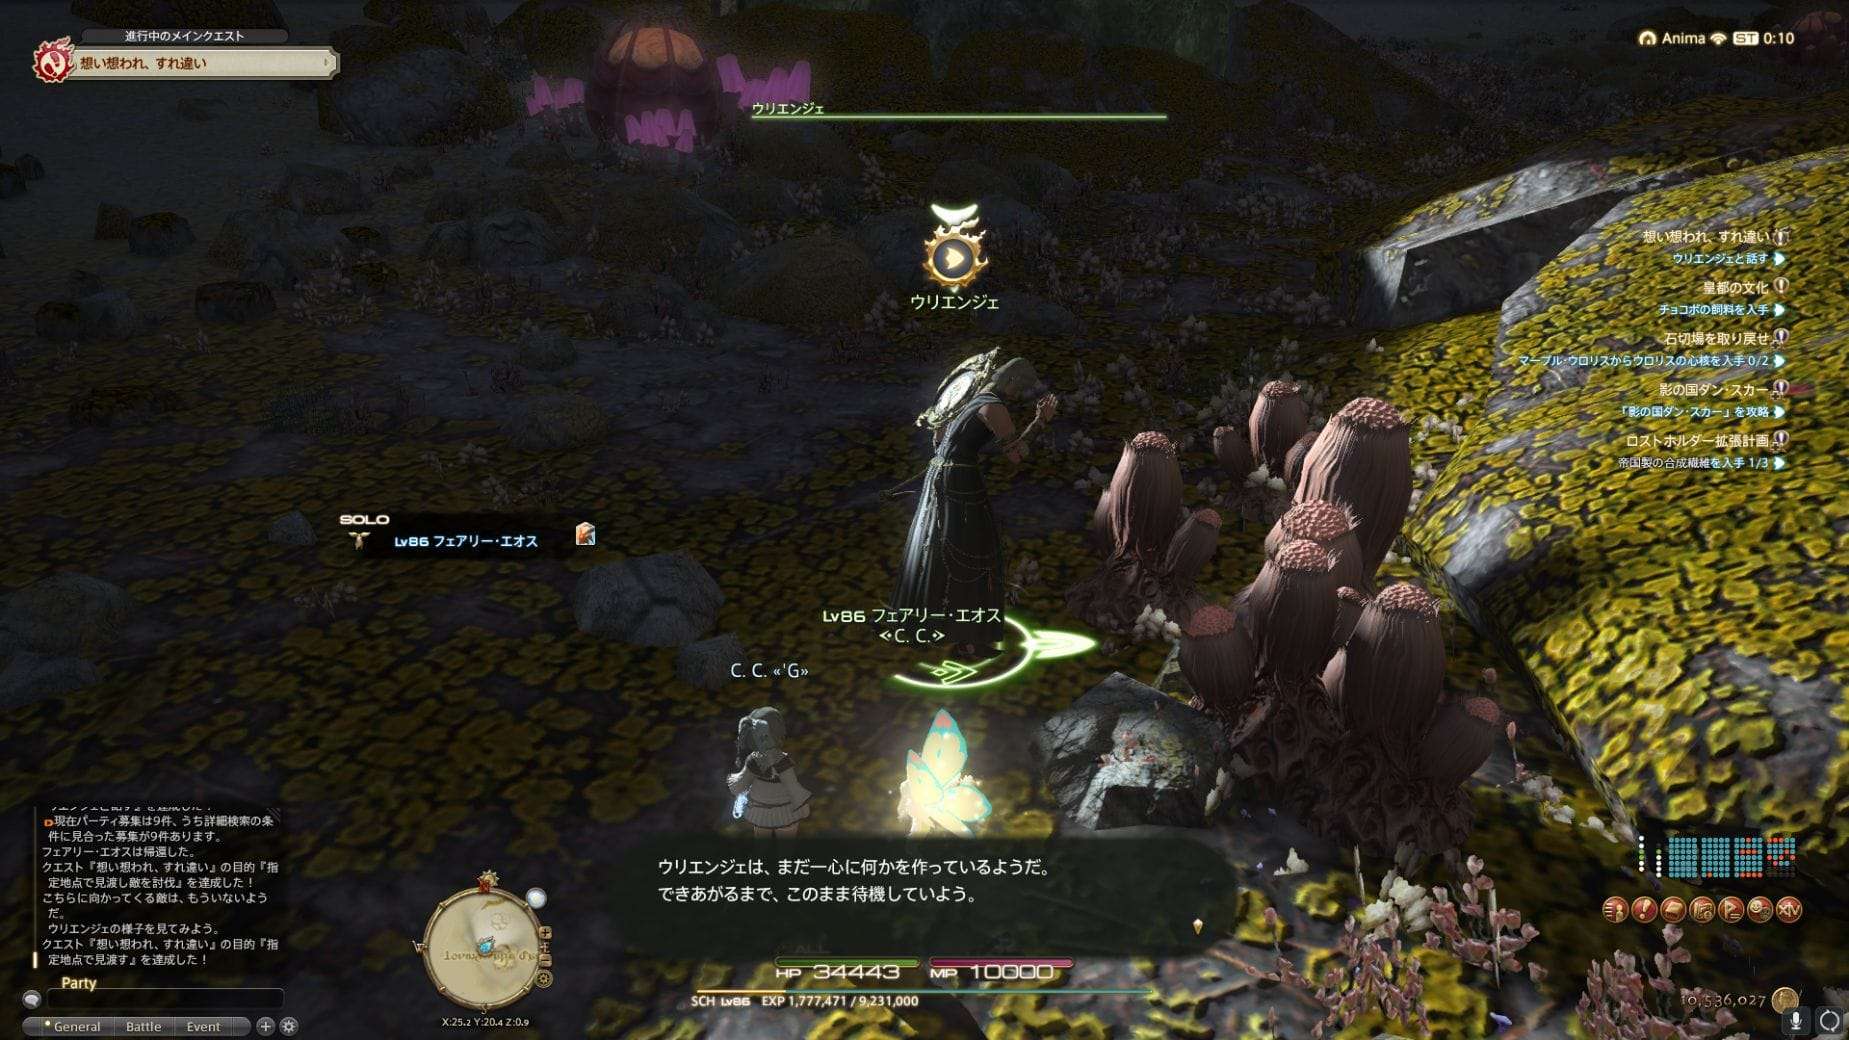 進行中のメインクエスト
想い想われ、すれ違い
Anima ST 0:10
ウリエンジェ
ウリエンジェ
想い想われ、すれ違い
ウリエンジェと話す
皇都の文化
チョコボの飼料を入手
石切場を取り戻せ
マーブル・ウロリスからウロリスの心核を入手 0/2
影の国ダン・スカー
「影の国ダン・スカー」を攻略
ロストホルダー拡張計画
帝国製の合成繊維を入手 1/3
SOLO
Lv86 フェアリー・エオス
Lv86 フェアリー・エオス
«C. C.»
C. C. «'G»
ウリエンジェは、まだ一心に何かを作っているようだ。
できあがるまで、このまま待機していよう。
ウリエンジェと話す』を達成した！
現在パーティ募集は9件、うち詳細検索の条
件に見合った募集が9件あります。
フェアリー・エオスは帰還した。
クエスト『想い想われ、すれ違い』の目的『指
定地点で見渡し敵を討伐』を達成した！
こちらに向かってくる敵は、もういないよう
だ。
ウリエンジェの様子を見てみよう。
クエスト『想い想われ、すれ違い』の目的『指
定地点で見渡す』を達成した！
Party
General Battle Event
X:25.2 Y:20.4 Z:0.9
HP 34443 MP 10000
SCH Lv86 EXP 1,777,471 / 9,231,000
10,536,027